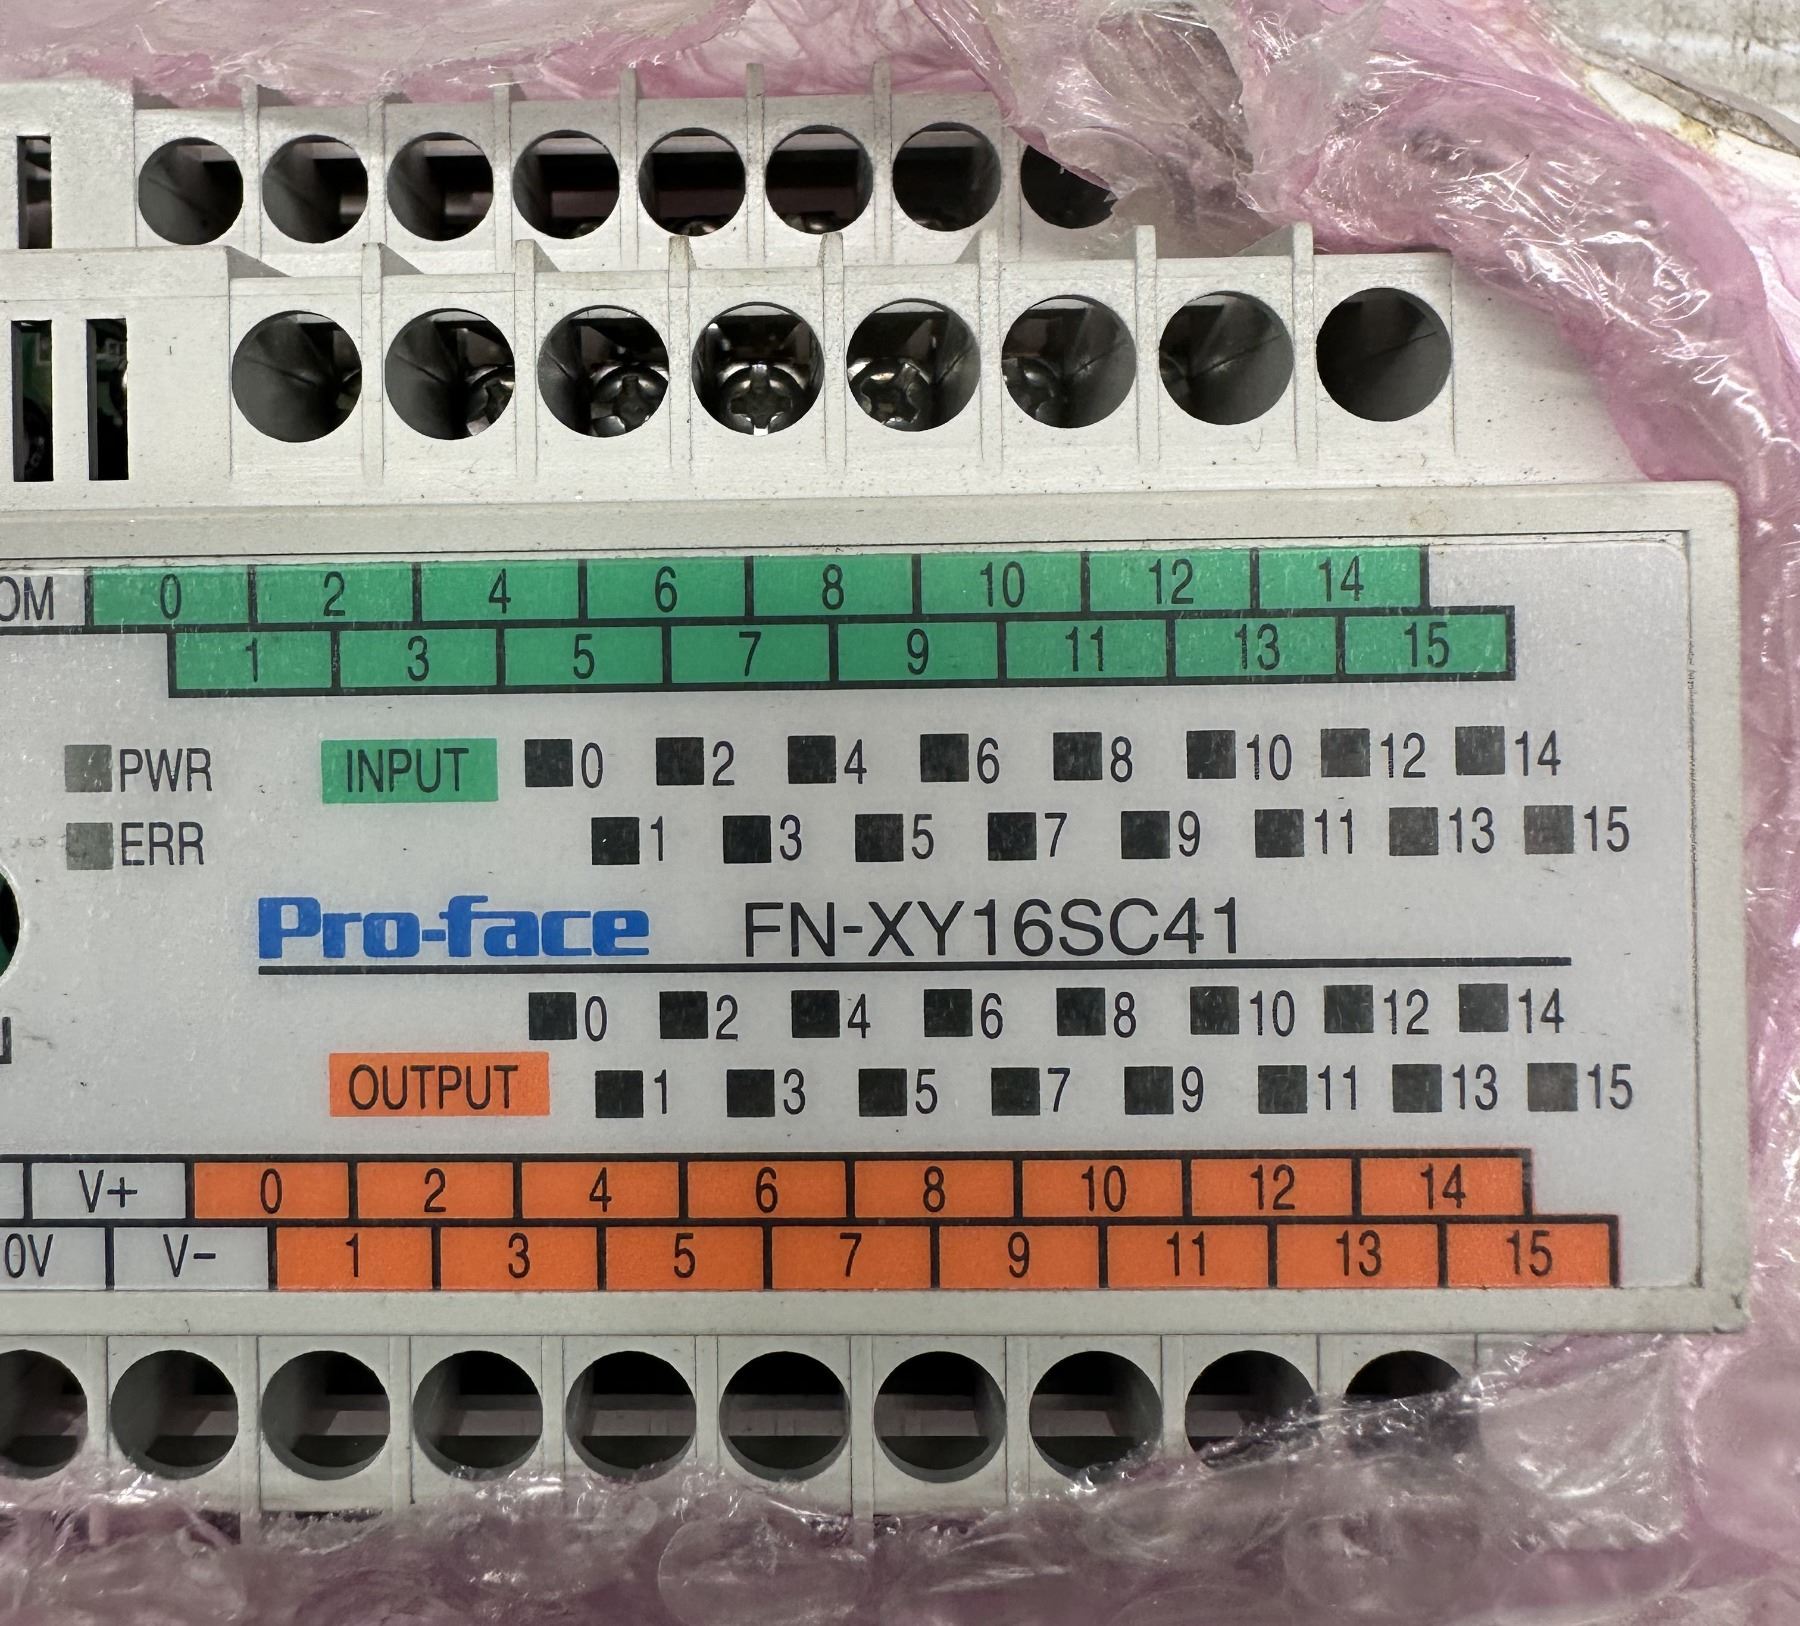 OM 0 2 4 6 8 10 12 14
1 3 5 7 9 11 13 15
PWR INPUT 0 2 4 6 8 10 12 14
ERR 1 3 5 7 9 11 13 15
Pro-face FN-XY16SC41
0 2 4 6 8 10 12 14
OUTPUT 1 3 5 7 9 11 13 15
V+ 0 2 4 6 8 10 12 14
0V V- 1 3 5 7 9 11 13 15